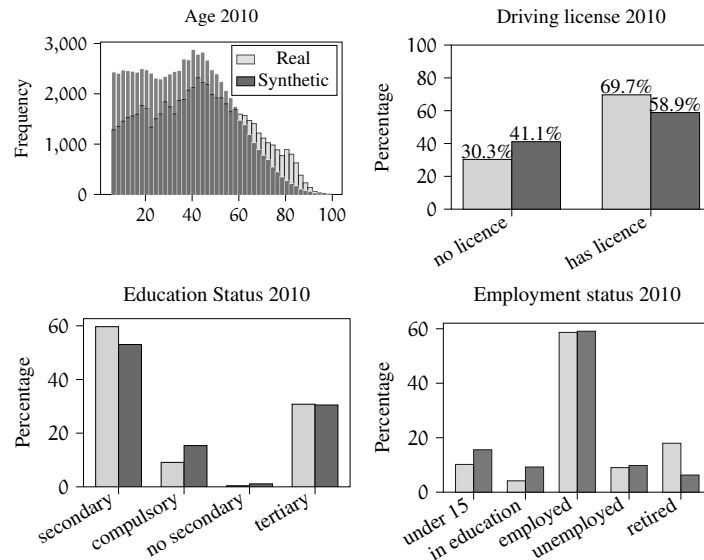 Age 2010
Frequency
3,000
2,000
1,000
0
20
40
60
80
100
Real
Synthetic
Driving license 2010
Percentage
100
80
60
40
20
0
30.3%
41.1%
69.7%
58.9%
no licence
has licence
Education Status 2010
Percentage
60
40
20
0
secondary
compulsory
no secondary
tertiary
Employment status 2010
Percentage
60
40
20
0
under 15
in education
employed
unemployed
retired